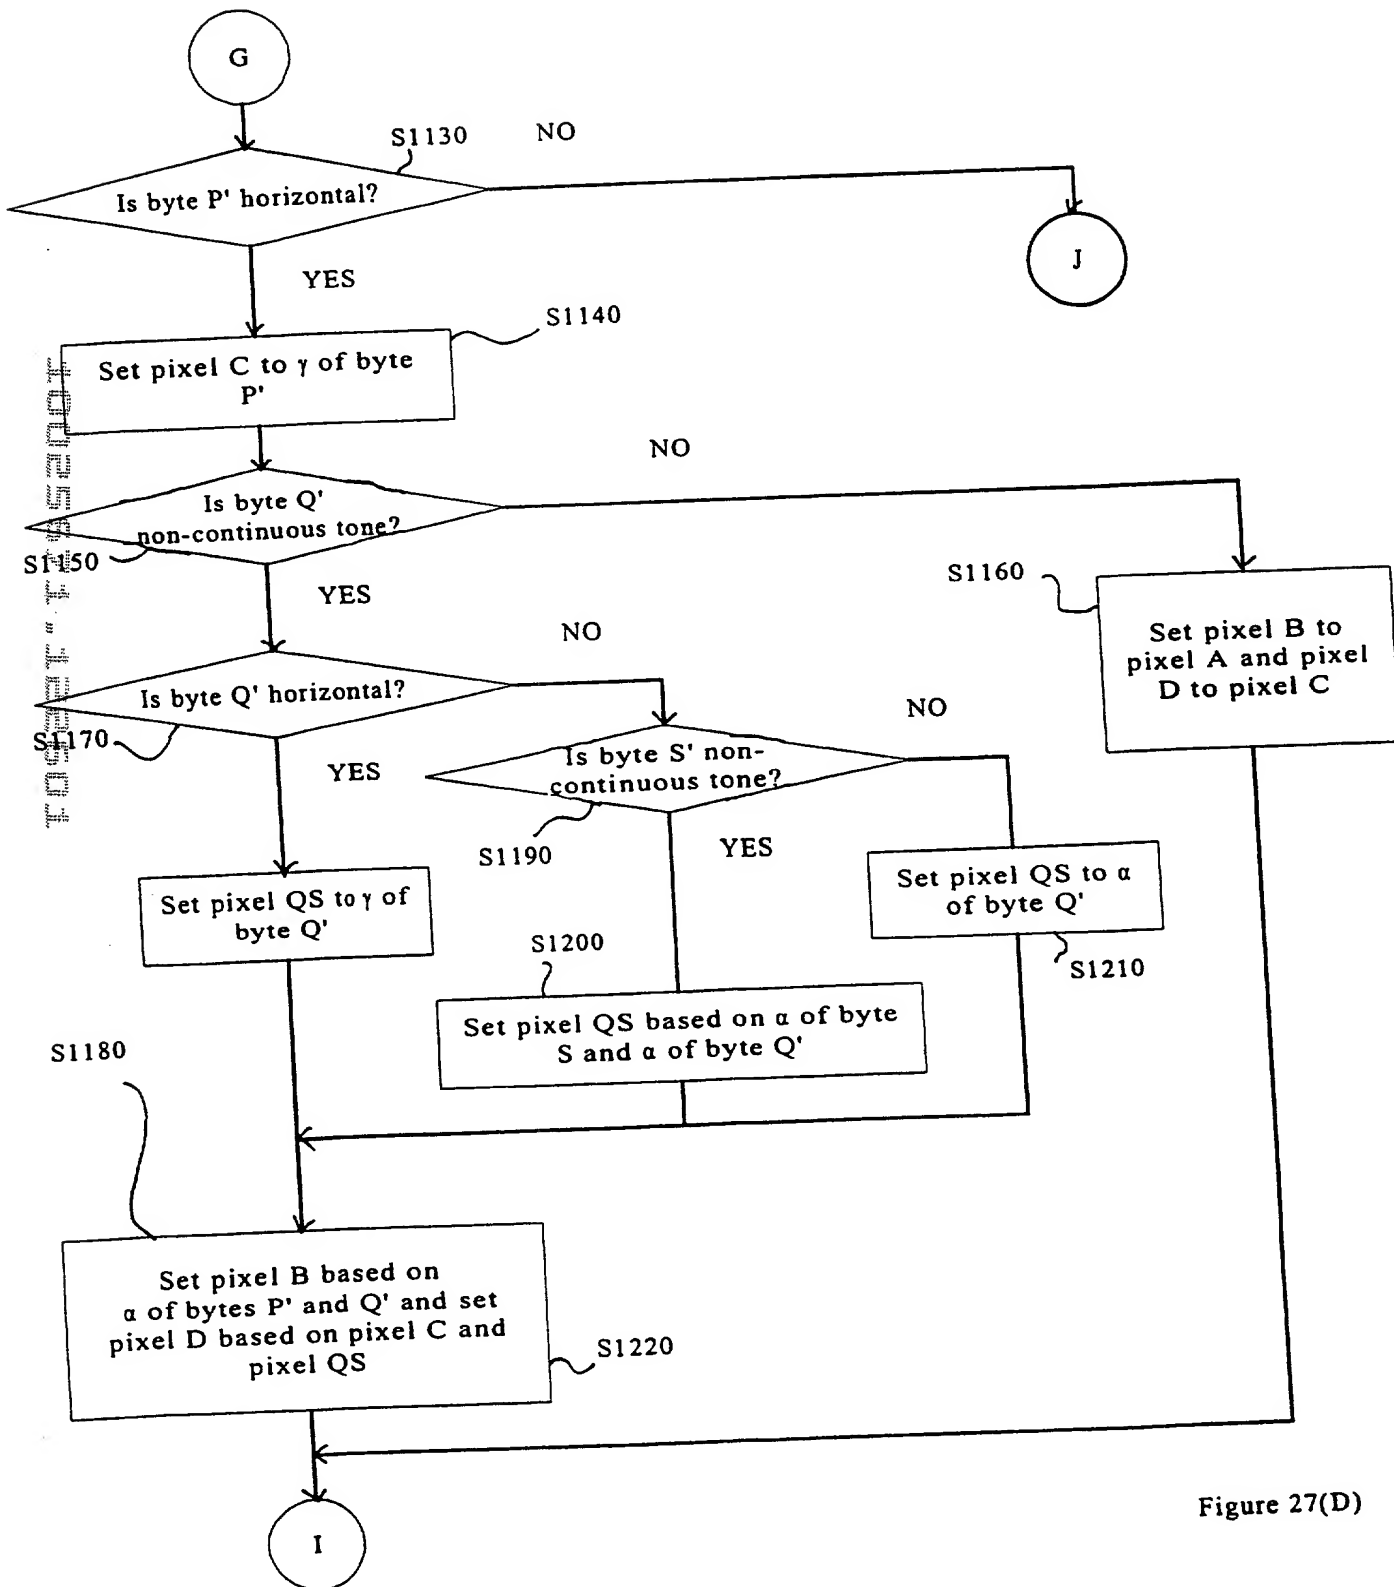 G
S1130
NO
Is byte P' horizontal?
J
YES
S1140
Set pixel C to γ of byte
P'
NO
Is byte Q'
non-continuous tone?
S1150
S1160
YES
Set pixel B to
pixel A and pixel
D to pixel C
NO
Is byte Q' horizontal?
S1170
NO
YES
Is byte S' non-
continuous tone?
S1190
YES
Set pixel QS to γ of
byte Q'
Set pixel QS to α
of byte Q'
S1200
S1210
Set pixel QS based on α of byte
S and α of byte Q'
S1180
Set pixel B based on
α of bytes P' and Q' and set
pixel D based on pixel C and
pixel QS
S1220
I
Figure 27(D)